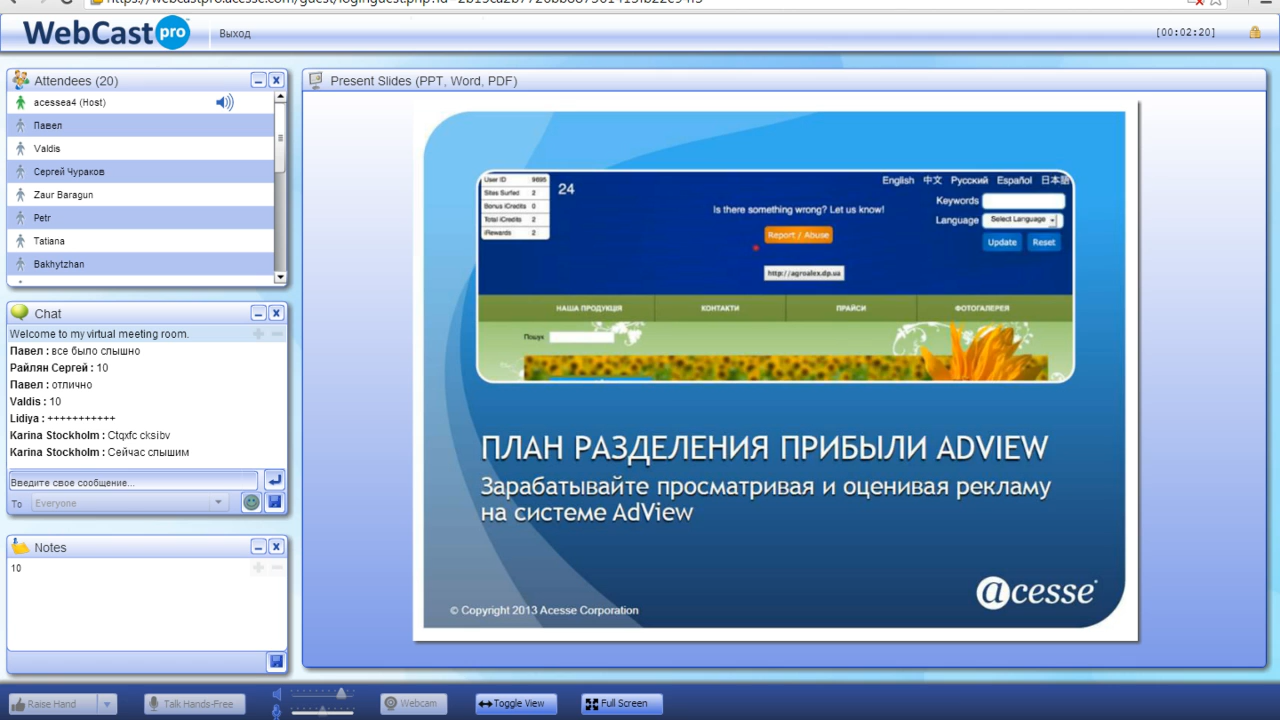 WebCast pro
Выход
[00:02:20]
Attendees (20)
acessea4 (Host)
Павел
Valdis
Сергей Чураков
Zaur Baragun
Petr
Tatiana
Bakhytzhan
Chat
Welcome to my virtual meeting room.
Павел : все было слышно
Райлян Сергей : 10
Павел : отлично
Valdis : 10
Lidiya : +++++++++++
Karina Stockholm : Ctqxfc cksibv
Karina Stockholm : Сейчас слышим
Введите свое сообщение...
To Everyone
Notes
10
Present Slides (PPT, Word, PDF)
User ID 9695
Sites Surfed 2
Bonus iCredits 0
Total iCredits 2
iRewards 2
24
English 中文 Русский Español 日本語
Is there something wrong? Let us know!
Report / Abuse
http://agroalex.dp.ua
Keywords
Language Select Language
Update Reset
НАША ПРОДУКЦІЯ КОНТАКТИ ПРАЙСИ ФОТОГАЛЕРЕЯ
Пошук
ПЛАН РАЗДЕЛЕНИЯ ПРИБЫЛИ ADVIEW
Зарабатывайте просматривая и оценивая рекламу
на системе AdView
© Copyright 2013 Acesse Corporation
acesse
Raise Hand
Talk Hands-Free
Webcam
Toggle View
Full Screen